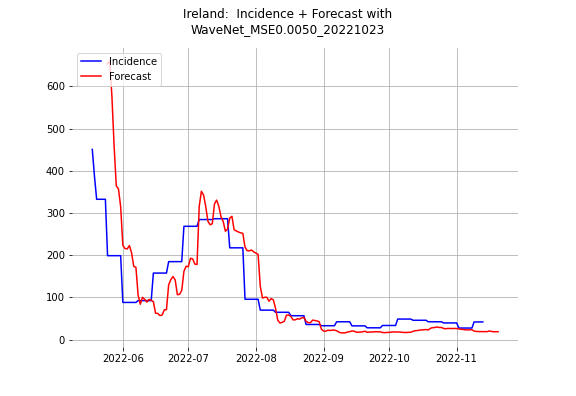 Ireland:  Incidence + Forecast with
WaveNet_MSE0.0050_20221023
Incidence
Forecast
600
500
400
300
200
100
0
2022-06 2022-07 2022-08 2022-09 2022-10 2022-11